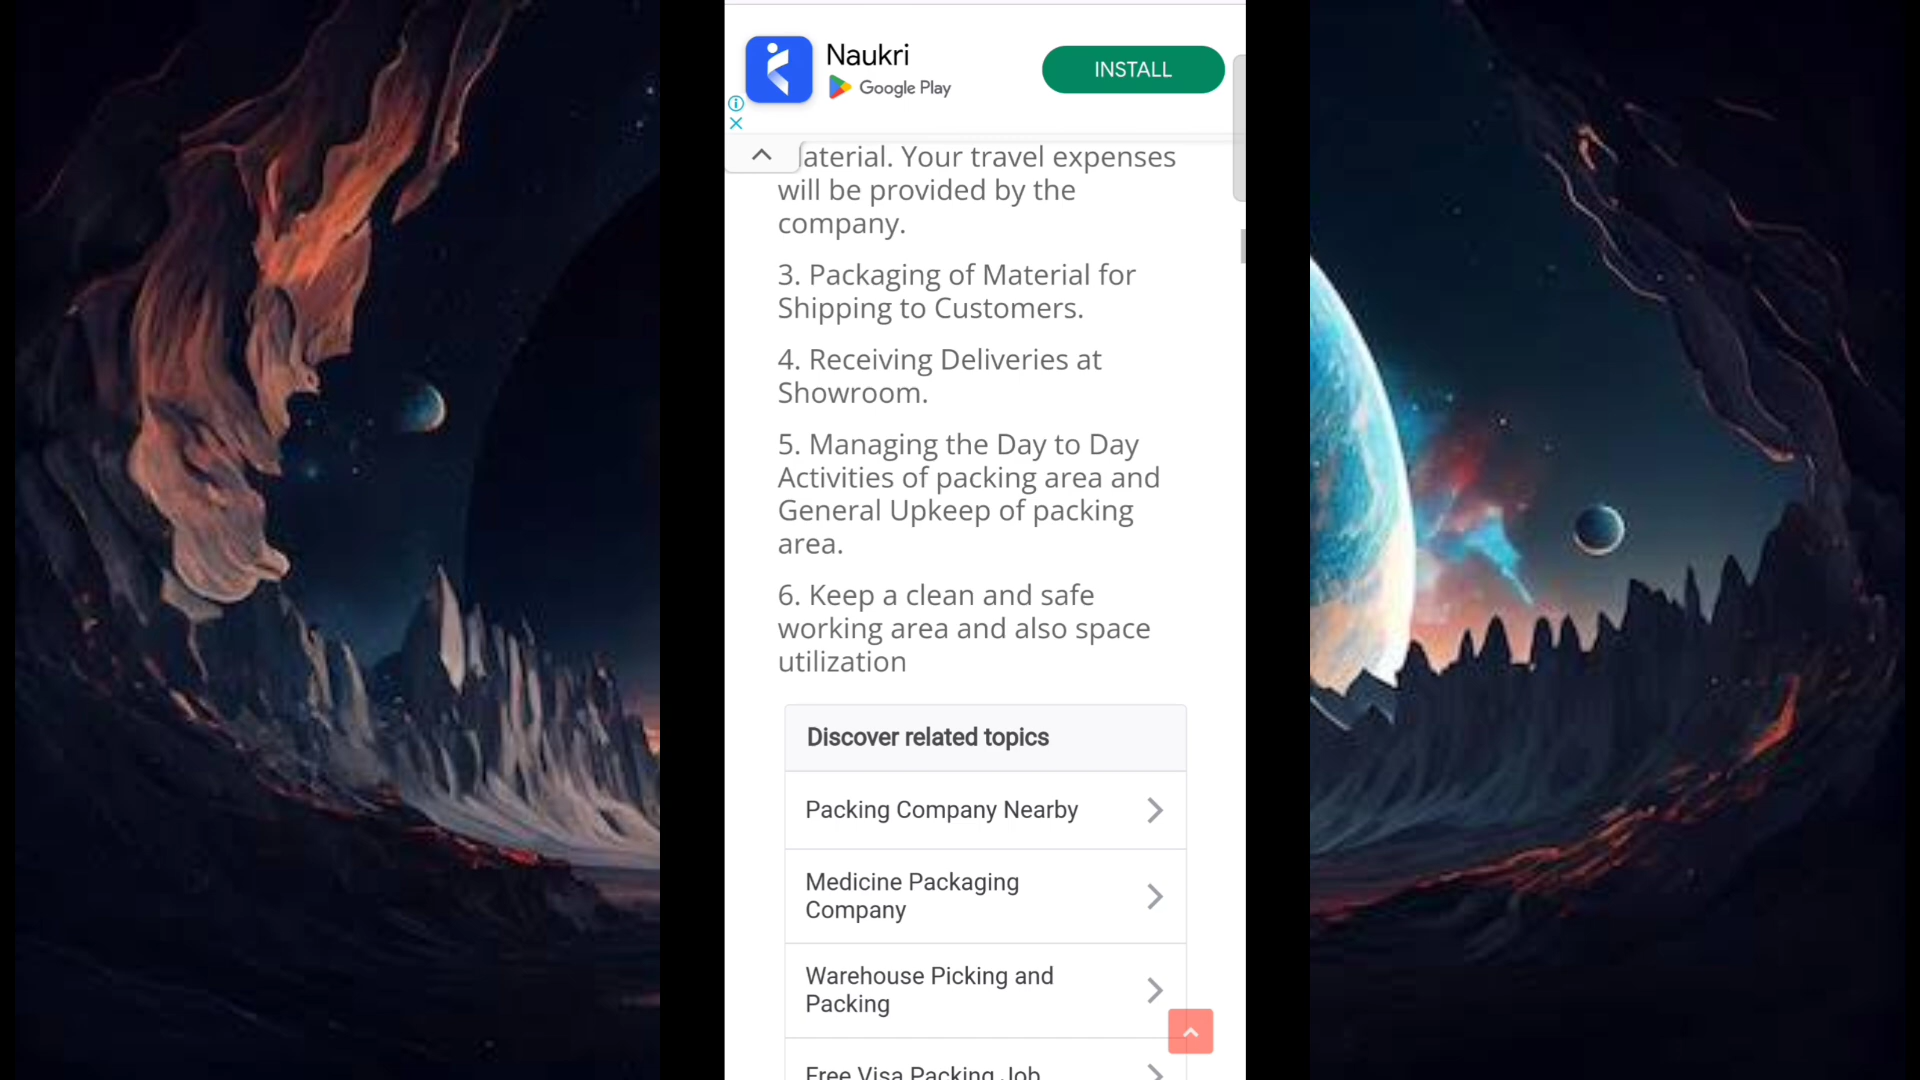 Naukri
Google Play
INSTALL
aterial. Your travel expenses
will be provided by the
company.
3. Packaging of Material for
Shipping to Customers.
4. Receiving Deliveries at
Showroom.
5. Managing the Day to Day
Activities of packing area and
General Upkeep of packing
area.
6. Keep a clean and safe
working area and also space
utilization
Discover related topics
Packing Company Nearby
Medicine Packaging
Company
Warehouse Picking and
Packing
Free Visa Packing Job